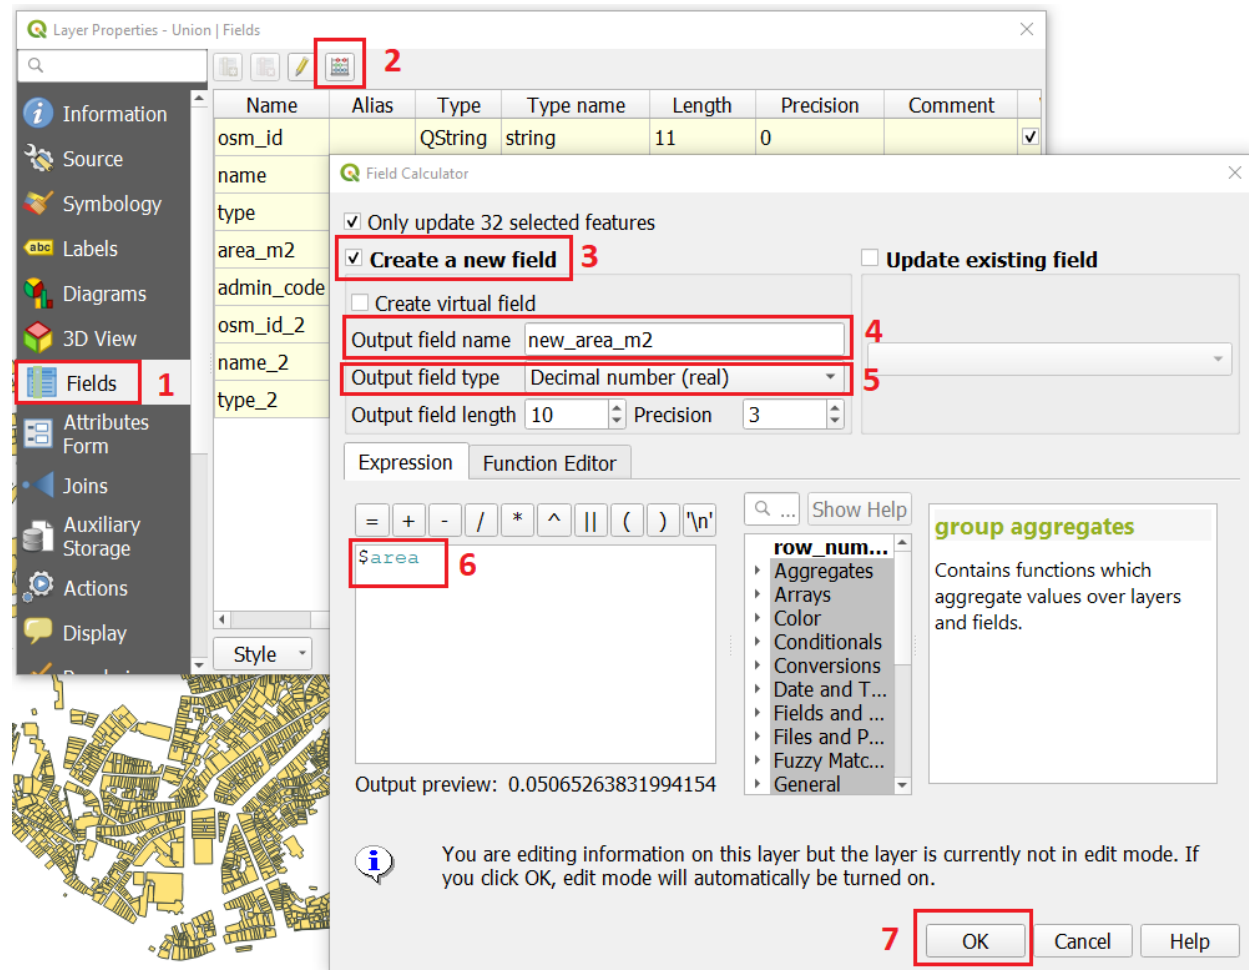 Layer Properties - Union | Fields
2
Name Alias Type Type name Length Precision Comment
Information
Source
Symbology
abc Labels
Diagrams
3D View
Fields 1
Attributes
Form
Joins
Auxiliary
Storage
Actions
Display
osm_id QString string 11 0
name
type
area_m2
admin_code
osm_id_2
name_2
type_2
Style
Field Calculator
Only update 32 selected features
Create a new field 3
Update existing field
Create virtual field
Output field name new_area_m2 4
Output field type Decimal number (real) 5
Output field length 10 Precision 3
Expression Function Editor
= + - / * ^ || ( ) '\n'
... Show Help
$area 6
row_num...
Aggregates
Arrays
Color
Conditionals
Conversions
Date and T...
Fields and ...
Files and P...
Fuzzy Matc...
General
group aggregates
Contains functions which
aggregate values over layers
and fields.
Output preview: 0.05065263831994154
You are editing information on this layer but the layer is currently not in edit mode. If
you click OK, edit mode will automatically be turned on.
7 OK Cancel Help